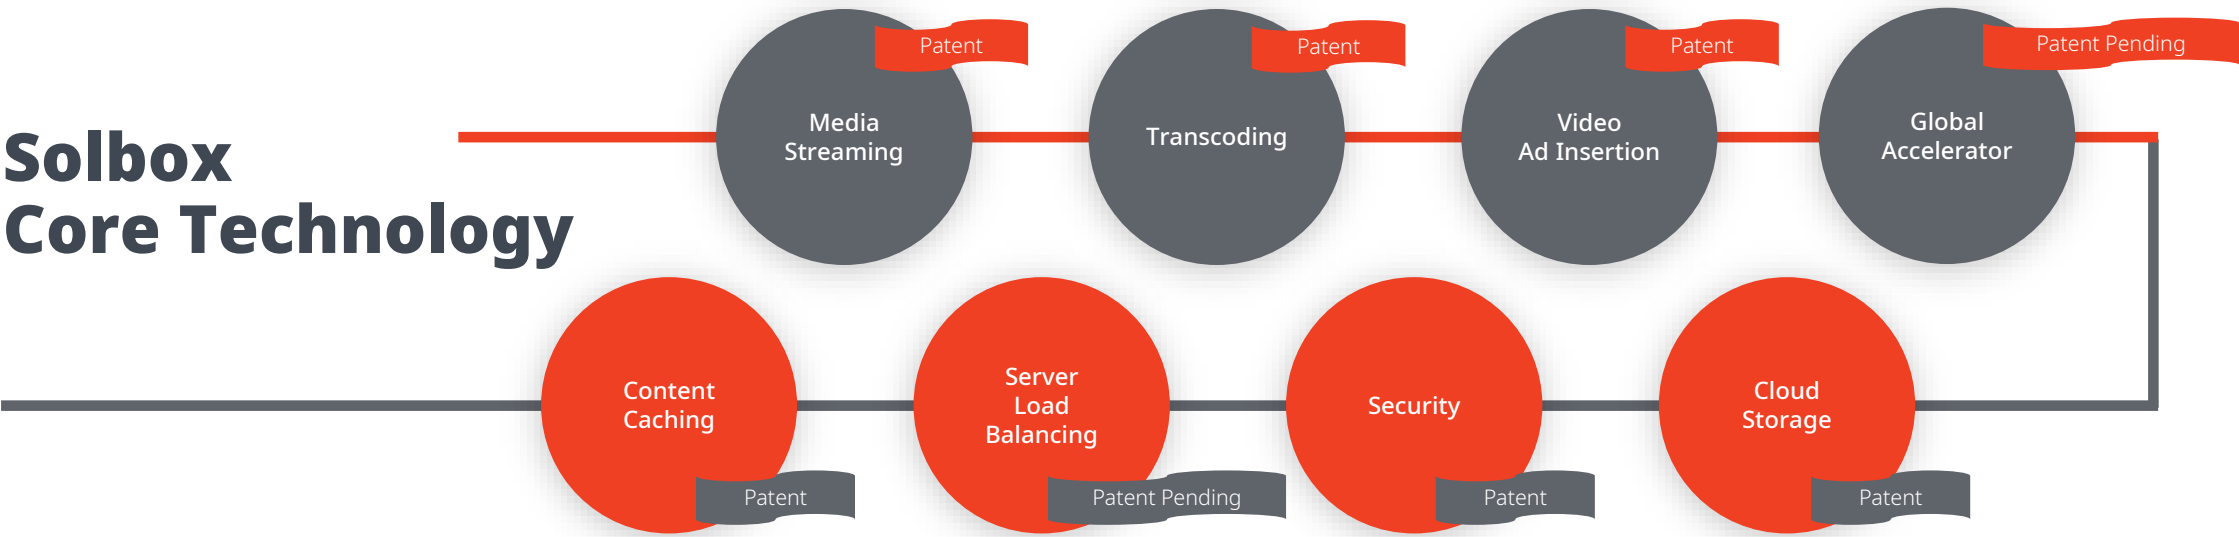 Solbox
Core Technology
Patent
Media
Streaming
Patent
Transcoding
Patent
Video
Ad Insertion
Patent Pending
Global
Accelerator
Content
Caching
Patent
Server
Load
Balancing
Patent Pending
Security
Patent
Cloud
Storage
Patent